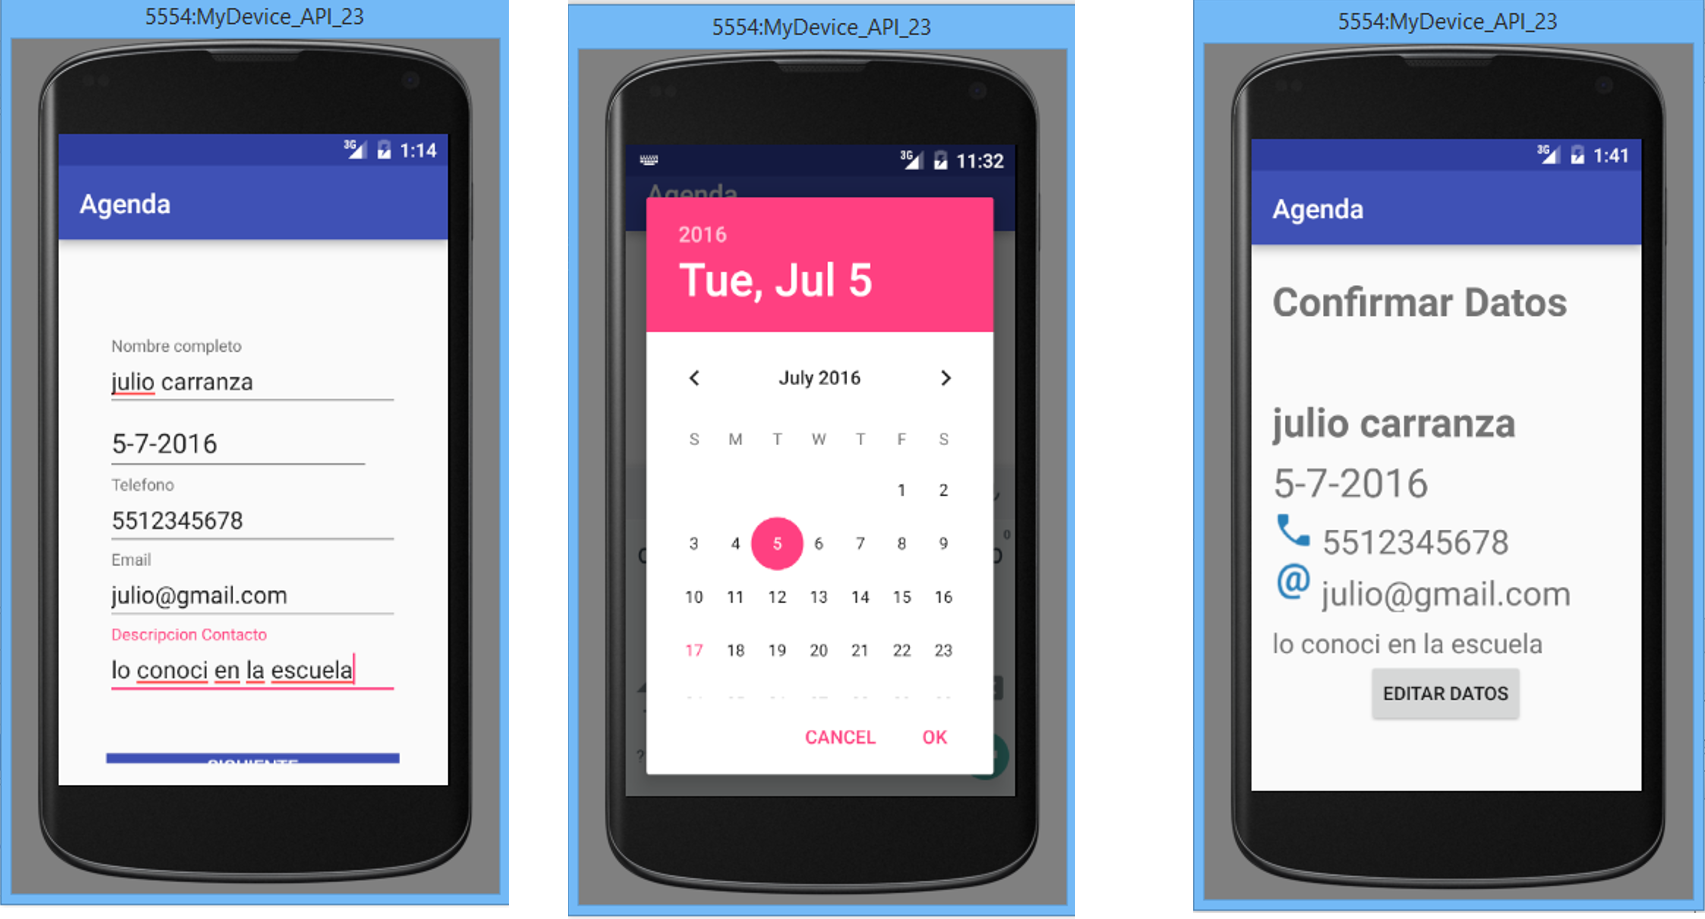 5554:MyDevice_API_23
3G 1:14
Agenda
Nombre completo
julio carranza
5-7-2016
Telefono
5512345678
Email
julio@gmail.com
Descripcion Contacto
lo conoci en la escuela
SIGUIENTE
5554:MyDevice_API_23
3G 11:32
Agenda
2016
Tue, Jul 5
July 2016
S M T W T F S
1 2
3 4 5 6 7 8 9
10 11 12 13 14 15 16
17 18 19 20 21 22 23
CANCEL OK
5554:MyDevice_API_23
3G 1:41
Agenda
Confirmar Datos
julio carranza
5-7-2016
5512345678
@ julio@gmail.com
lo conoci en la escuela
EDITAR DATOS